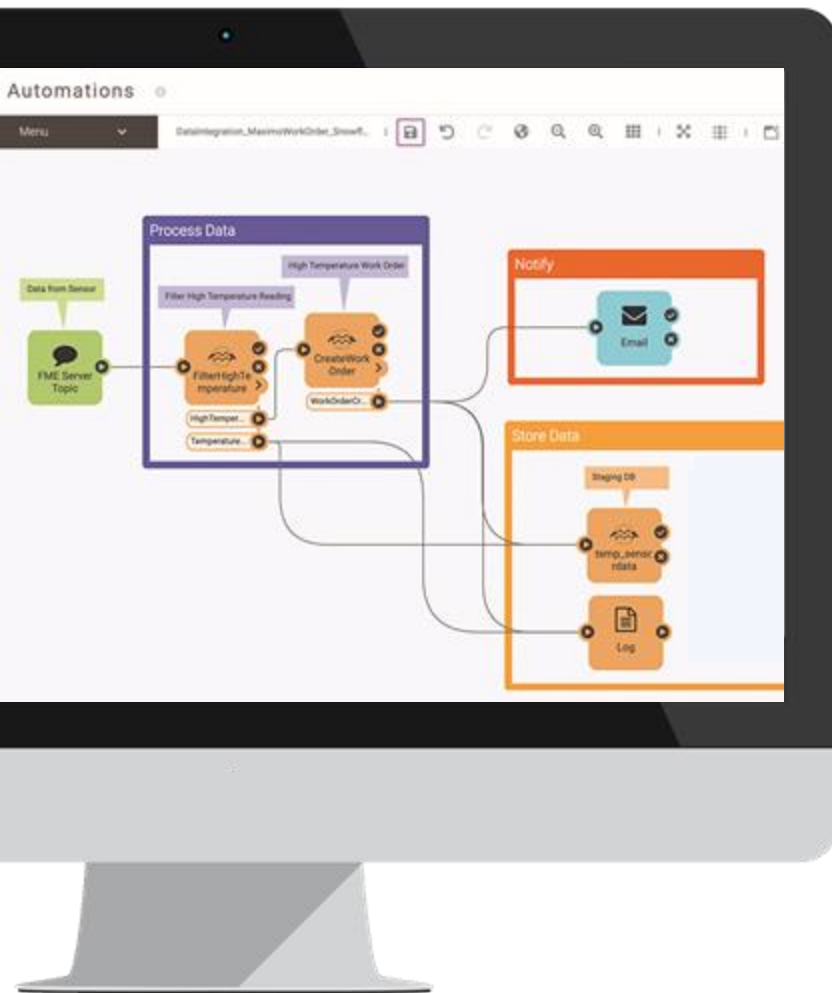 Automations
Menu
DataIntegration_MaximoWorkOrder_Snowfl...
Process Data
High Temperature Work Order
Filter High Temperature Reading
Data from Sensor
FME Server
Topic
FilterHighTe
mperature
CreateWork
Order
HighTemper...
WorkOrderCr...
Temperature...
Notify
Email
Store Data
Staging DB
temp_senso
rdata
Log